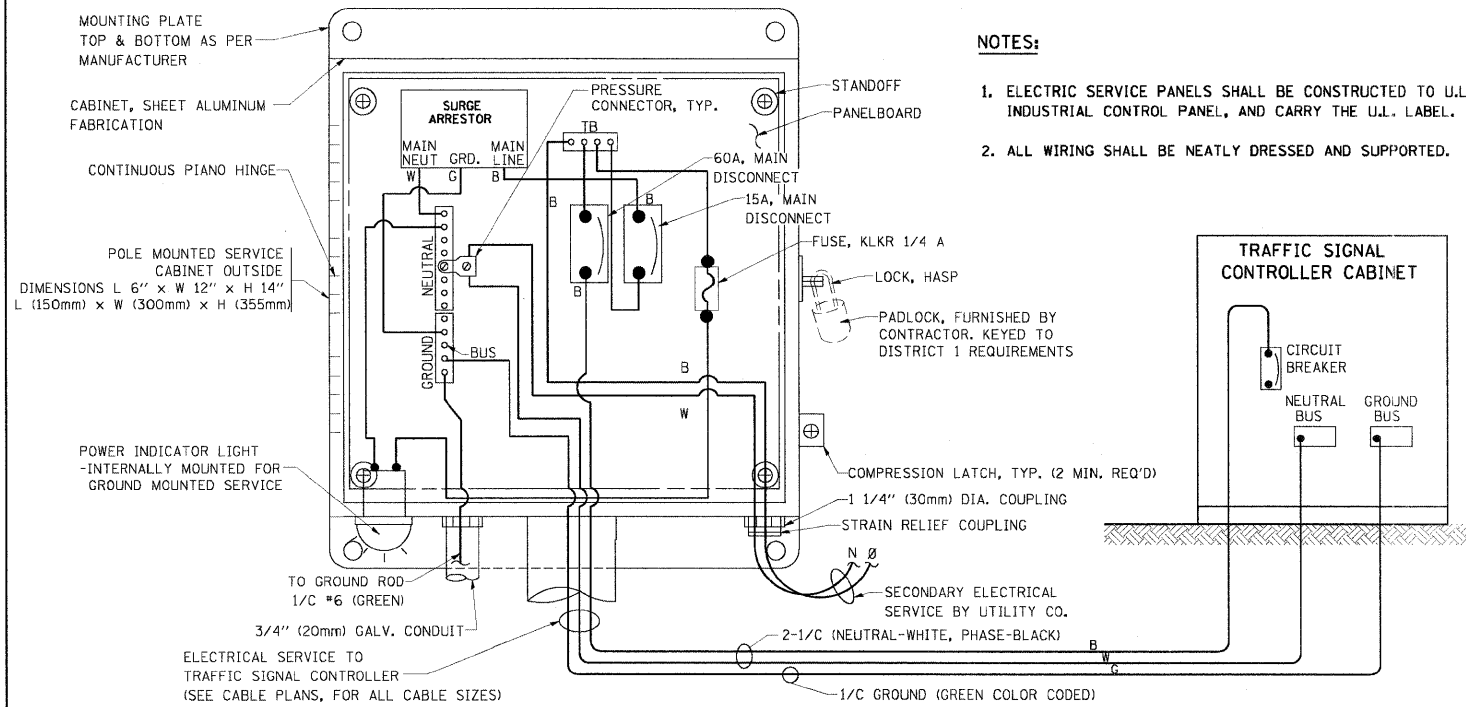 MOUNTING PLATE
TOP & BOTTOM AS PER
MANUFACTURER
CABINET, SHEET ALUMINUM
FABRICATION
CONTINUOUS PIANO HINGE
POLE MOUNTED SERVICE
CABINET OUTSIDE
DIMENSIONS L 6" x W 12" x H 14"
L (150mm) x W (300mm) x H (355mm)
POWER INDICATOR LIGHT
-INTERNALLY MOUNTED FOR
GROUND MOUNTED SERVICE
SURGE
ARRESTOR
MAIN
NEUT
GRD.
MAIN
LINE
W
G
B
PRESSURE
CONNECTOR, TYP.
TB
STANDOFF
PANELBOARD
60A, MAIN
DISCONNECT
15A, MAIN
DISCONNECT
B
B
B
FUSE, KLKR 1/4 A
LOCK, HASP
PADLOCK, FURNISHED BY
CONTRACTOR. KEYED TO
DISTRICT 1 REQUIREMENTS
NEUTRAL
GROUND
BUS
B
W
COMPRESSION LATCH, TYP. (2 MIN. REQ'D)
1 1/4" (30mm) DIA. COUPLING
STRAIN RELIEF COUPLING
N Ø
SECONDARY ELECTRICAL
SERVICE BY UTILITY CO.
TO GROUND ROD
1/C #6 (GREEN)
3/4" (20mm) GALV. CONDUIT
ELECTRICAL SERVICE TO
TRAFFIC SIGNAL CONTROLLER
(SEE CABLE PLANS, FOR ALL CABLE SIZES)
2-1/C (NEUTRAL-WHITE, PHASE-BLACK)
B
W
G
1/C GROUND (GREEN COLOR CODED)
NOTES:
1. ELECTRIC SERVICE PANELS SHALL BE CONSTRUCTED TO U.L
INDUSTRIAL CONTROL PANEL, AND CARRY THE U.L. LABEL.
2. ALL WIRING SHALL BE NEATLY DRESSED AND SUPPORTED.
TRAFFIC SIGNAL
CONTROLLER CABINET
CIRCUIT
BREAKER
NEUTRAL
BUS
GROUND
BUS